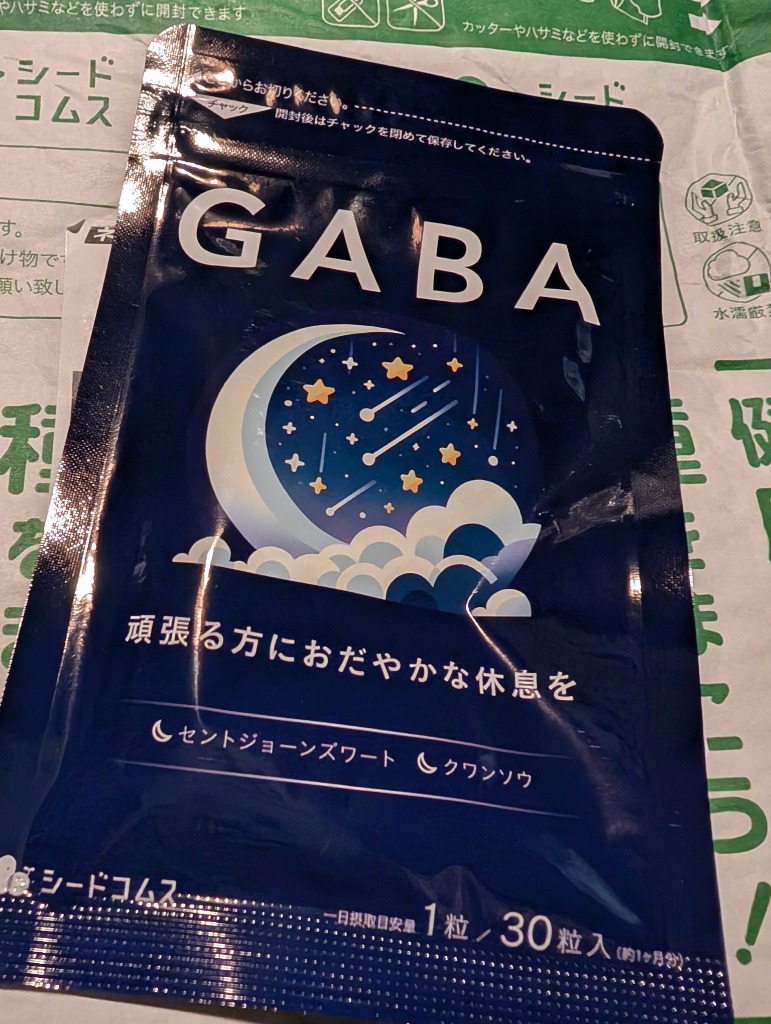 やハサミなどを使わずに開封できます
カッターやハサミなどを使わずに開封できます
シード
コムス
シード
からお切りください。
チャック
開封後はチャックを閉めて保存してください。
取扱注意
水濡厳
す。
け物で
願い致し
ネ
GABA
種
を
ま
頑張る方におだやかな休息を
セントジョーンズワート
クワンソウ
シードコムス
一日摂取目安量 1粒/30粒入(約1ヶ月分)